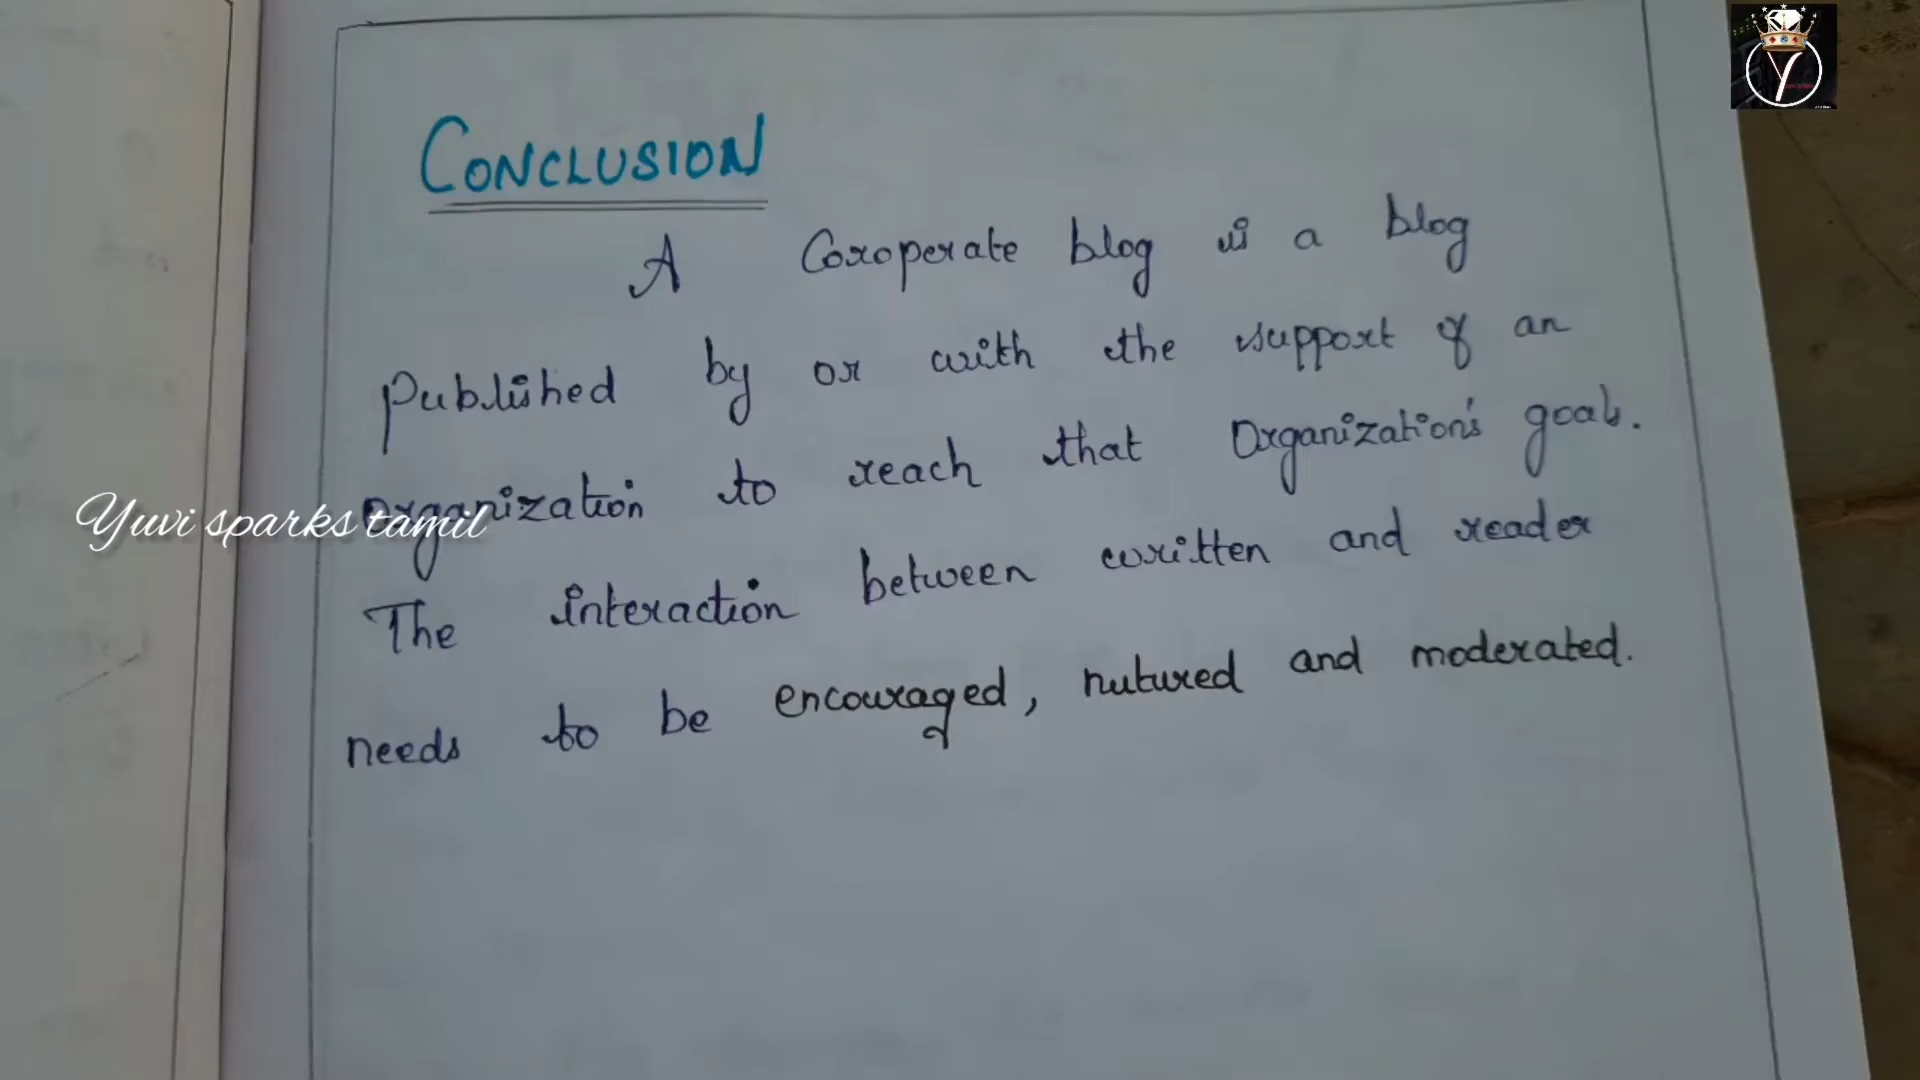 CONCLUSION
A Coroperate blog is a blog
published by or with the support of an
Organization to reach that Organization's goals.
The interaction between written and reader
needs to be encouraged, nutured and moderated.
Yuvi sparks tamil